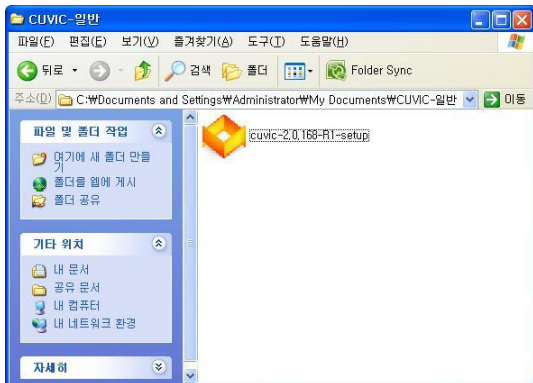 CUVIC-일반
파일(F) 편집(E) 보기(V) 즐겨찾기(A) 도구(T) 도움말(H)
뒤로 검색 폴더 Folder Sync
주소(D) C:₩Documents and Settings₩Administrator₩My Documents₩CUVIC-일반 이동
파일 및 폴더 작업
여기에 새 폴더 만들
기
폴더를 웹에 게시
폴더 공유
기타 위치
내 문서
공유 문서
내 컴퓨터
내 네트워크 환경
자세히
cuvic-2,0,168-R1-setup